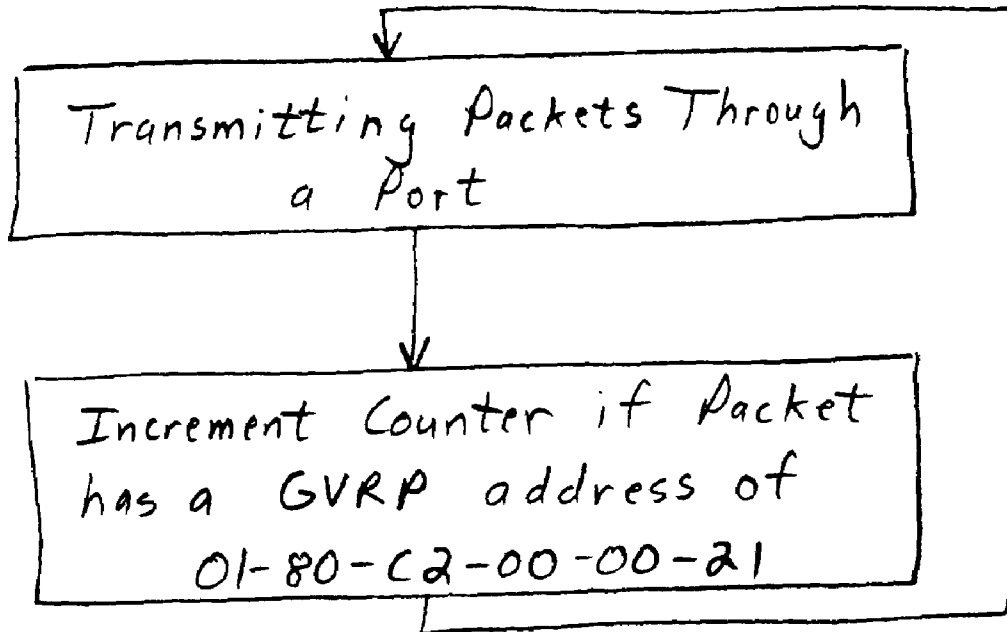 Transmitting Packets Through
a Port
Increment Counter if Packet
has a GVRP address of
01-80-C2-00-00-21